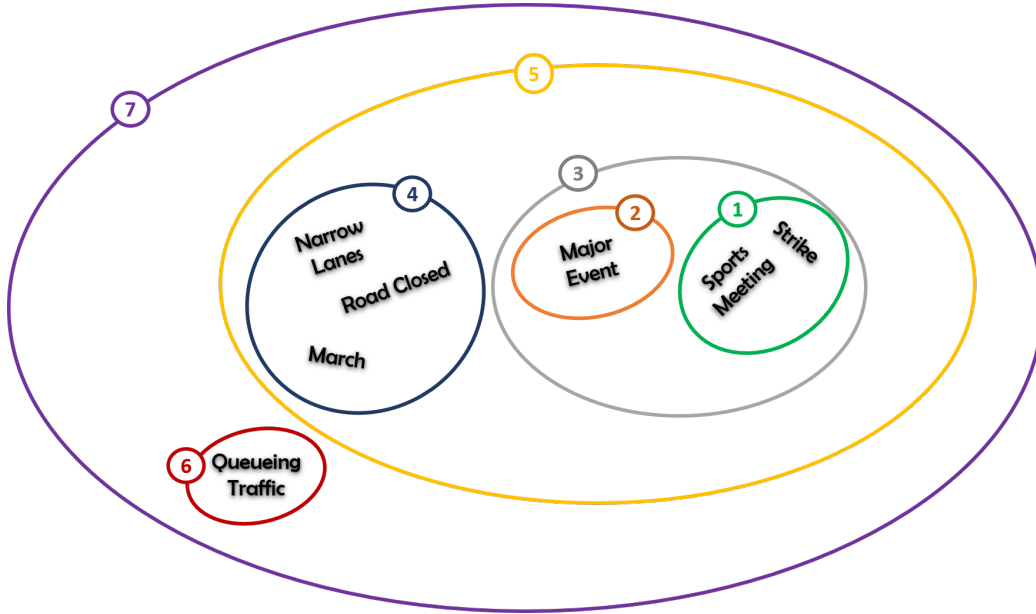 7
5
3
4
2
1
Narrow
Lanes
Road Closed
March
Major
Event
Sports
Meeting
Strike
6
Queueing
Traffic